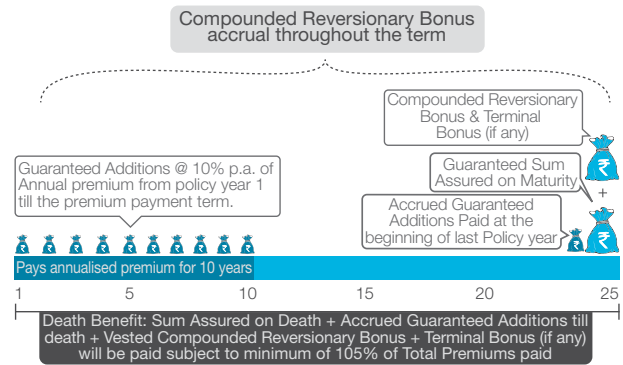 Compounded Reversionary Bonus
accrual throughout the term
Compounded Reversionary
Bonus & Terminal
Bonus (if any)
Guaranteed Additions @ 10% p.a. of
Annual premium from policy year 1
till the premium payment term.
Guaranteed Sum
Assured on Maturity
+
Accrued Guaranteed
Additions Paid at the
beginning of last Policy year
₹ ₹ ₹ ₹ ₹ ₹ ₹ ₹ ₹ ₹ ₹ ₹ ₹
Pays annualised premium for 10 years
1 5 10 15 20 25
Death Benefit: Sum Assured on Death + Accrued Guaranteed Additions till
death + Vested Compounded Reversionary Bonus + Terminal Bonus (if any)
will be paid subject to minimum of 105% of Total Premiums paid